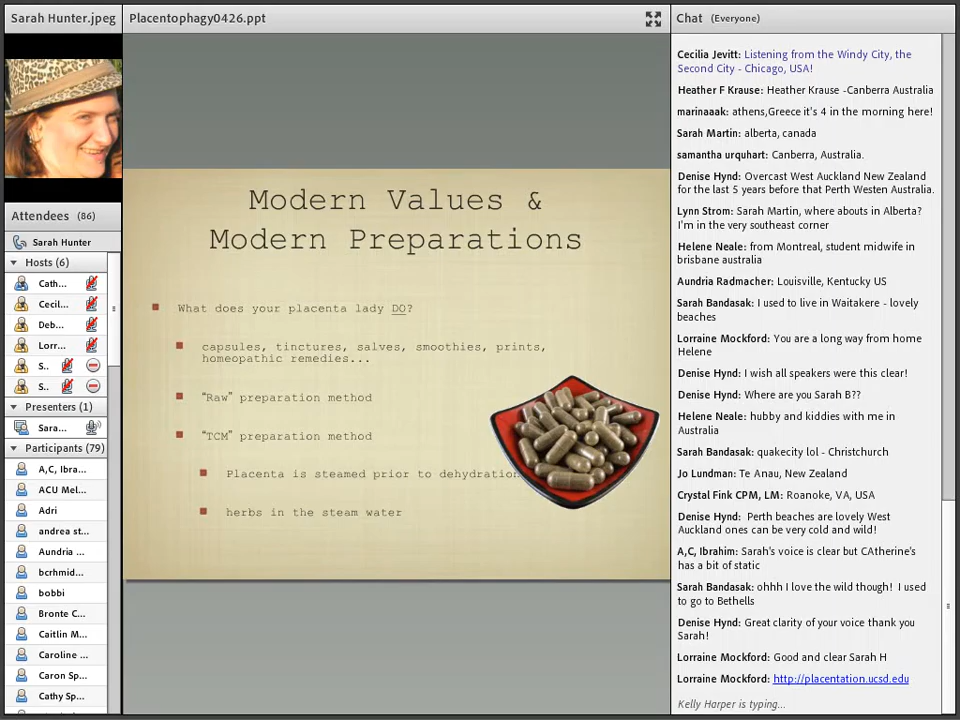 Sarah Hunter.jpeg
Placentophagy0426.ppt
Chat (Everyone)
Attendees (86)
Sarah Hunter
Hosts (6)
Cath...
Cecil...
Deb...
Lorr...
S..
S..
Presenters (1)
Sara...
Participants (79)
A,C, Ibra...
ACU Mel...
Adri
andrea st...
Aundria ...
bcrhmid...
bobbi
Bronte C...
Caitlin M...
Caroline ...
Caron Sp...
Cathy Sp...
Modern Values &
Modern Preparations
What does your placenta lady DO?
capsules, tinctures, salves, smoothies, prints,
homeopathic remedies...
“Raw” preparation method
“TCM” preparation method
Placenta is steamed prior to dehydration
herbs in the steam water
Cecilia Jevitt: Listening from the Windy City, the
Second City - Chicago, USA!
Heather F Krause: Heather Krause -Canberra Australia
marinaaak: athens,Greece it's 4 in the morning here!
Sarah Martin: alberta, canada
samantha urquhart: Canberra, Australia.
Denise Hynd: Overcast West Auckland New Zealand
for the last 5 years before that Perth Westen Australia.
Lynn Strom: Sarah Martin, where abouts in Alberta?
I'm in the very southeast corner
Helene Neale: from Montreal, student midwife in
brisbane australia
Aundria Radmacher: Louisville, Kentucky US
Sarah Bandasak: I used to live in Waitakere - lovely
beaches
Lorraine Mockford: You are a long way from home
Helene
Denise Hynd: I wish all speakers were this clear!
Denise Hynd: Where are you Sarah B??
Helene Neale: hubby and kiddies with me in
Australia
Sarah Bandasak: quakecity lol - Christchurch
Jo Lundman: Te Anau, New Zealand
Crystal Fink CPM, LM: Roanoke, VA, USA
Denise Hynd: Perth beaches are lovely West
Auckland ones can be very cold and wild!
A,C, Ibrahim: Sarah's voice is clear but CAtherine's
has a bit of static
Sarah Bandasak: ohhh I love the wild though! I used
to go to Bethells
Denise Hynd: Great clarity of your voice thank you
Sarah!
Lorraine Mockford: Good and clear Sarah H
Lorraine Mockford: http://placentation.ucsd.edu
Kelly Harper is typing...